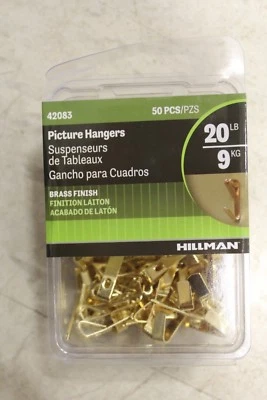 42083
50 PCS/PZS
Picture Hangers
Suspenseurs
de Tableaux
Gancho para Cuadros
20 LB
9 KG
BRASS FINISH
FINITION LAITON
ACABADO DE LATÓN
HILLMAN